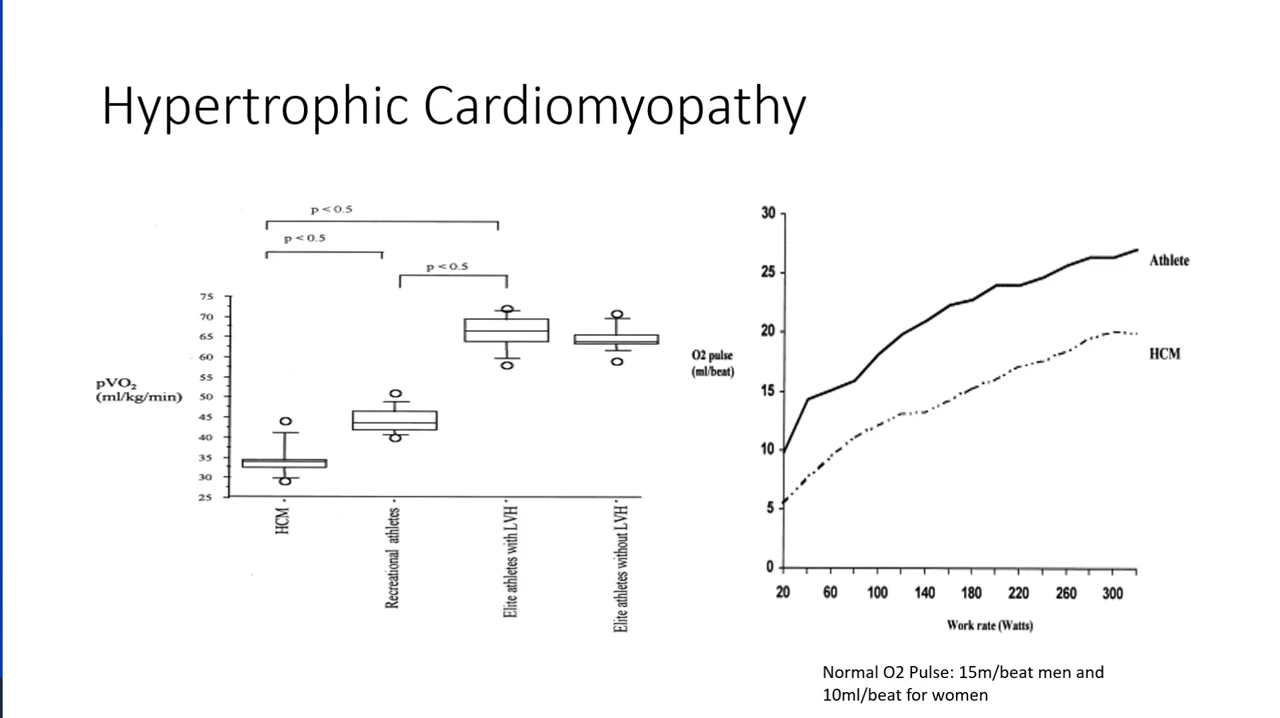 Hypertrophic Cardiomyopathy
p < 0.5
p < 0.5
p < 0.5
75
70
65
60
55
50
45
40
35
30
25
pVO₂
(ml/kg/min)
HCM
Recreational athletes
Elite athletes with LVH
Elite athletes without LVH
30
25
20
15
10
5
0
O2 pulse
(ml/beat)
Athlete
HCM
20 60 100 140 180 220 260 300
Work rate (Watts)
Normal O2 Pulse: 15m/beat men and
10ml/beat for women